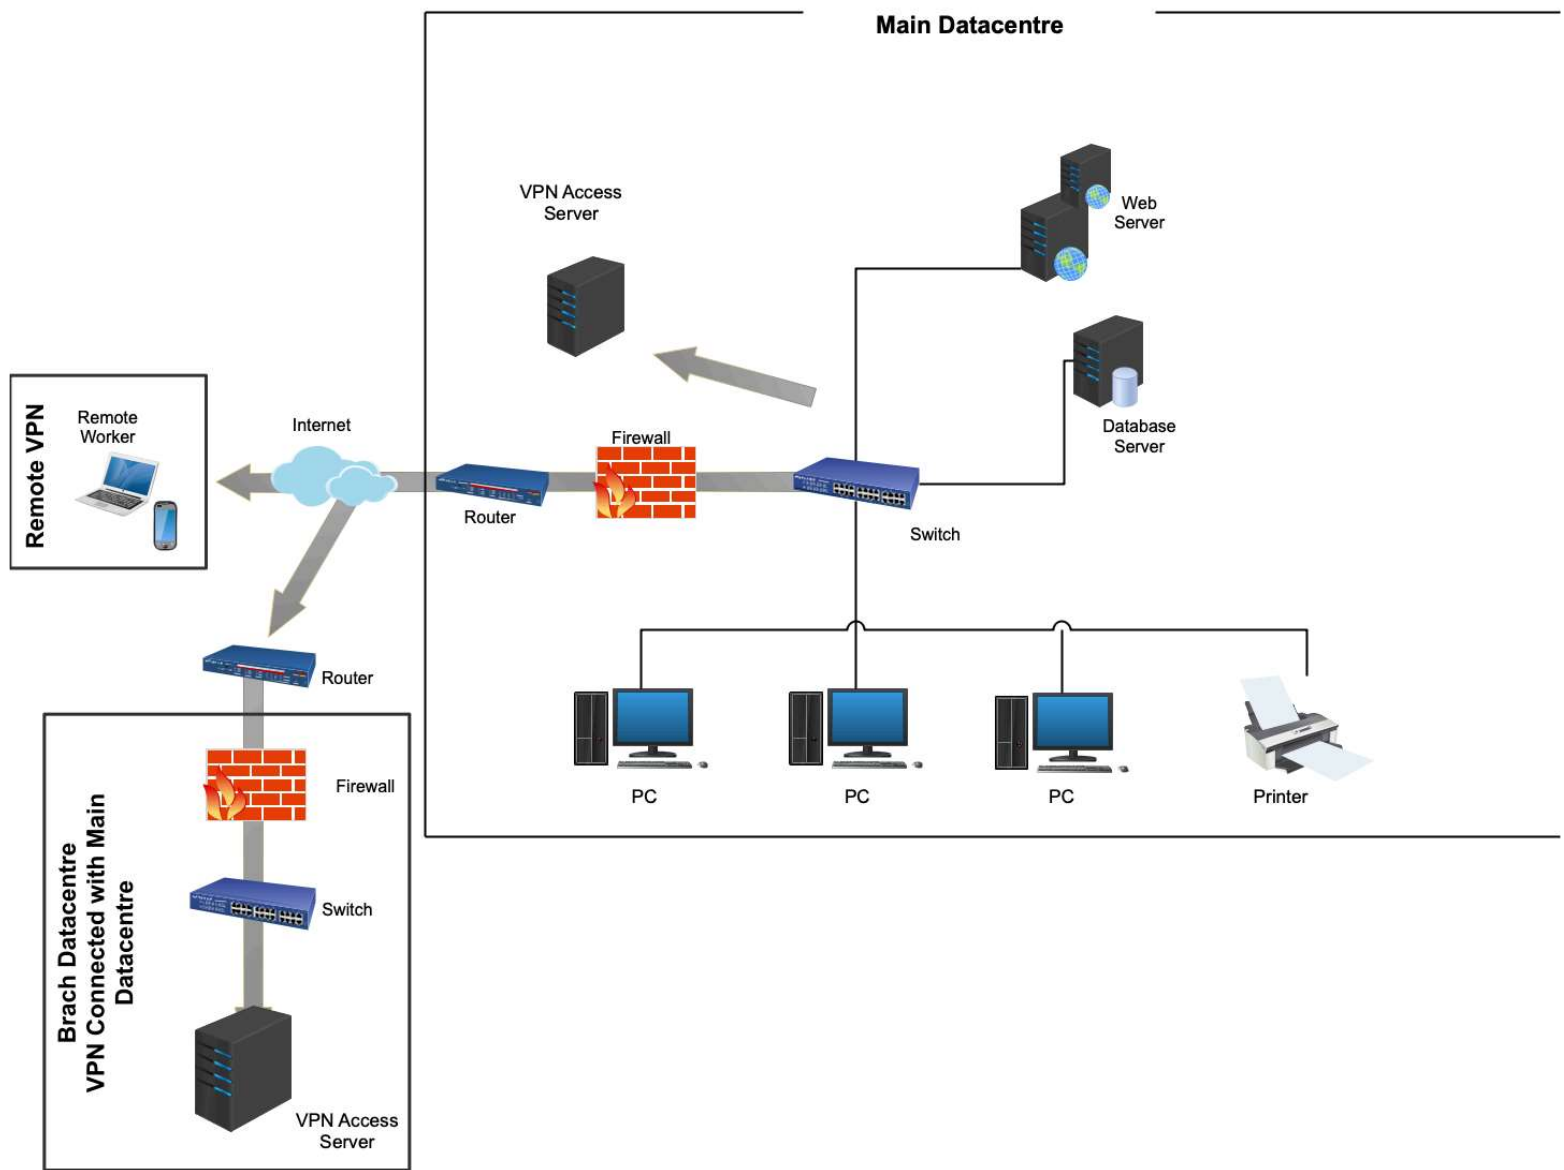 Main Datacentre
VPN Access
Server
Web
Server
Database
Server
Remote VPN
Remote
Worker
Internet
Router
Firewall
Switch
PC
PC
PC
Printer
Router
Brach Datacentre
VPN Connected with Main
Datacentre
Firewall
Switch
VPN Access
Server